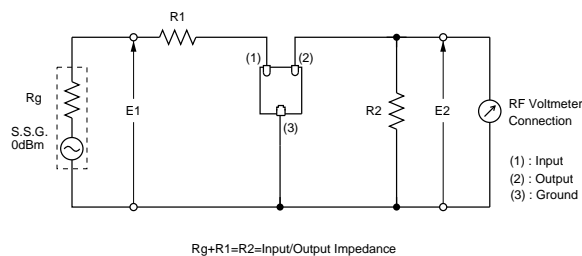 R1
(1)
(2)
Rg
S.S.G.
0dBm
E1
(3)
R2
E2
RF Voltmeter
Connection
(1) : Input
(2) : Output
(3) : Ground
Rg+R1=R2=Input/Output Impedance